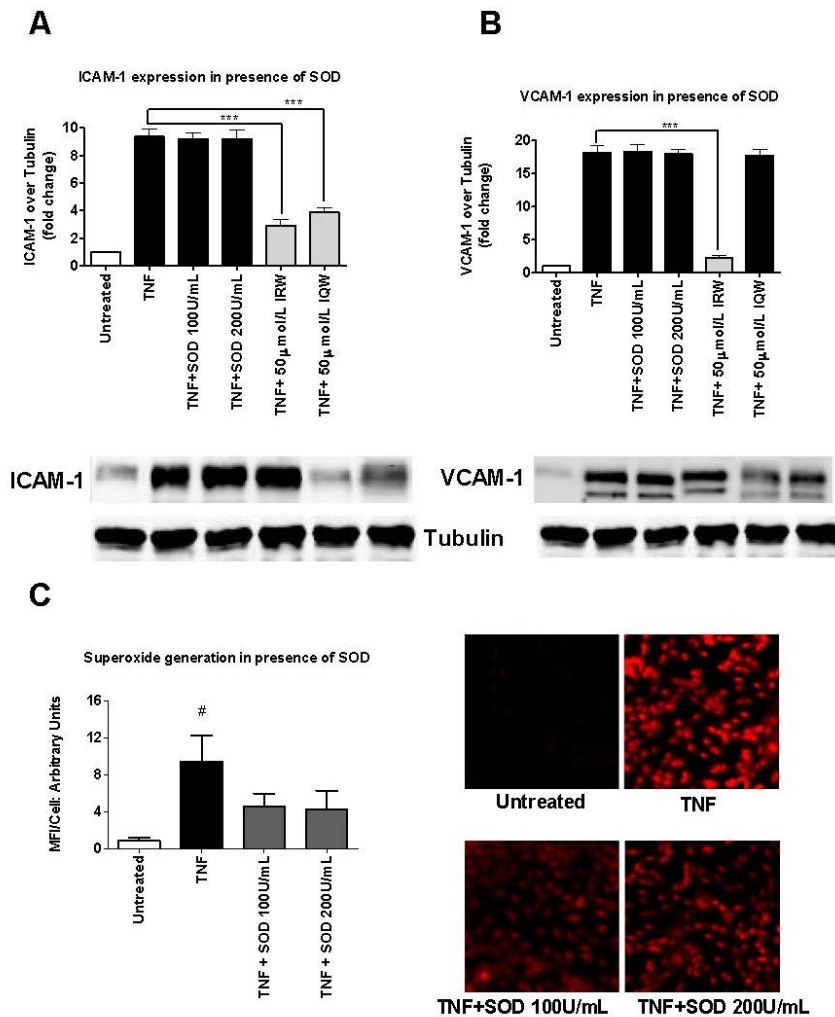 A
ICAM-1 expression in presence of SOD
ICAM-1 over Tubulin
(fold change)
10
8
6
4
2
0
***
***
Untreated
TNF
TNF+SOD 100U/mL
TNF+SOD 200U/mL
TNF+ 50μmol/L IRW
TNF+ 50μmol/L IQW
B
VCAM-1 expression in presence of SOD
VCAM-1 over Tubulin
(fold change)
20
15
10
5
0
***
Untreated
TNF
TNF+SOD 100U/mL
TNF+SOD 200U/mL
TNF+ 50μmol/L IRW
TNF+ 50μmol/L IQW
ICAM-1
VCAM-1
Tubulin
C
Superoxide generation in presence of SOD
MFI/Cell: Arbitrary Units
16
12
8
4
0
#
Untreated
TNF
TNF + SOD 100U/mL
TNF + SOD 200U/mL
Untreated
TNF
TNF+SOD 100U/mL
TNF+SOD 200U/mL